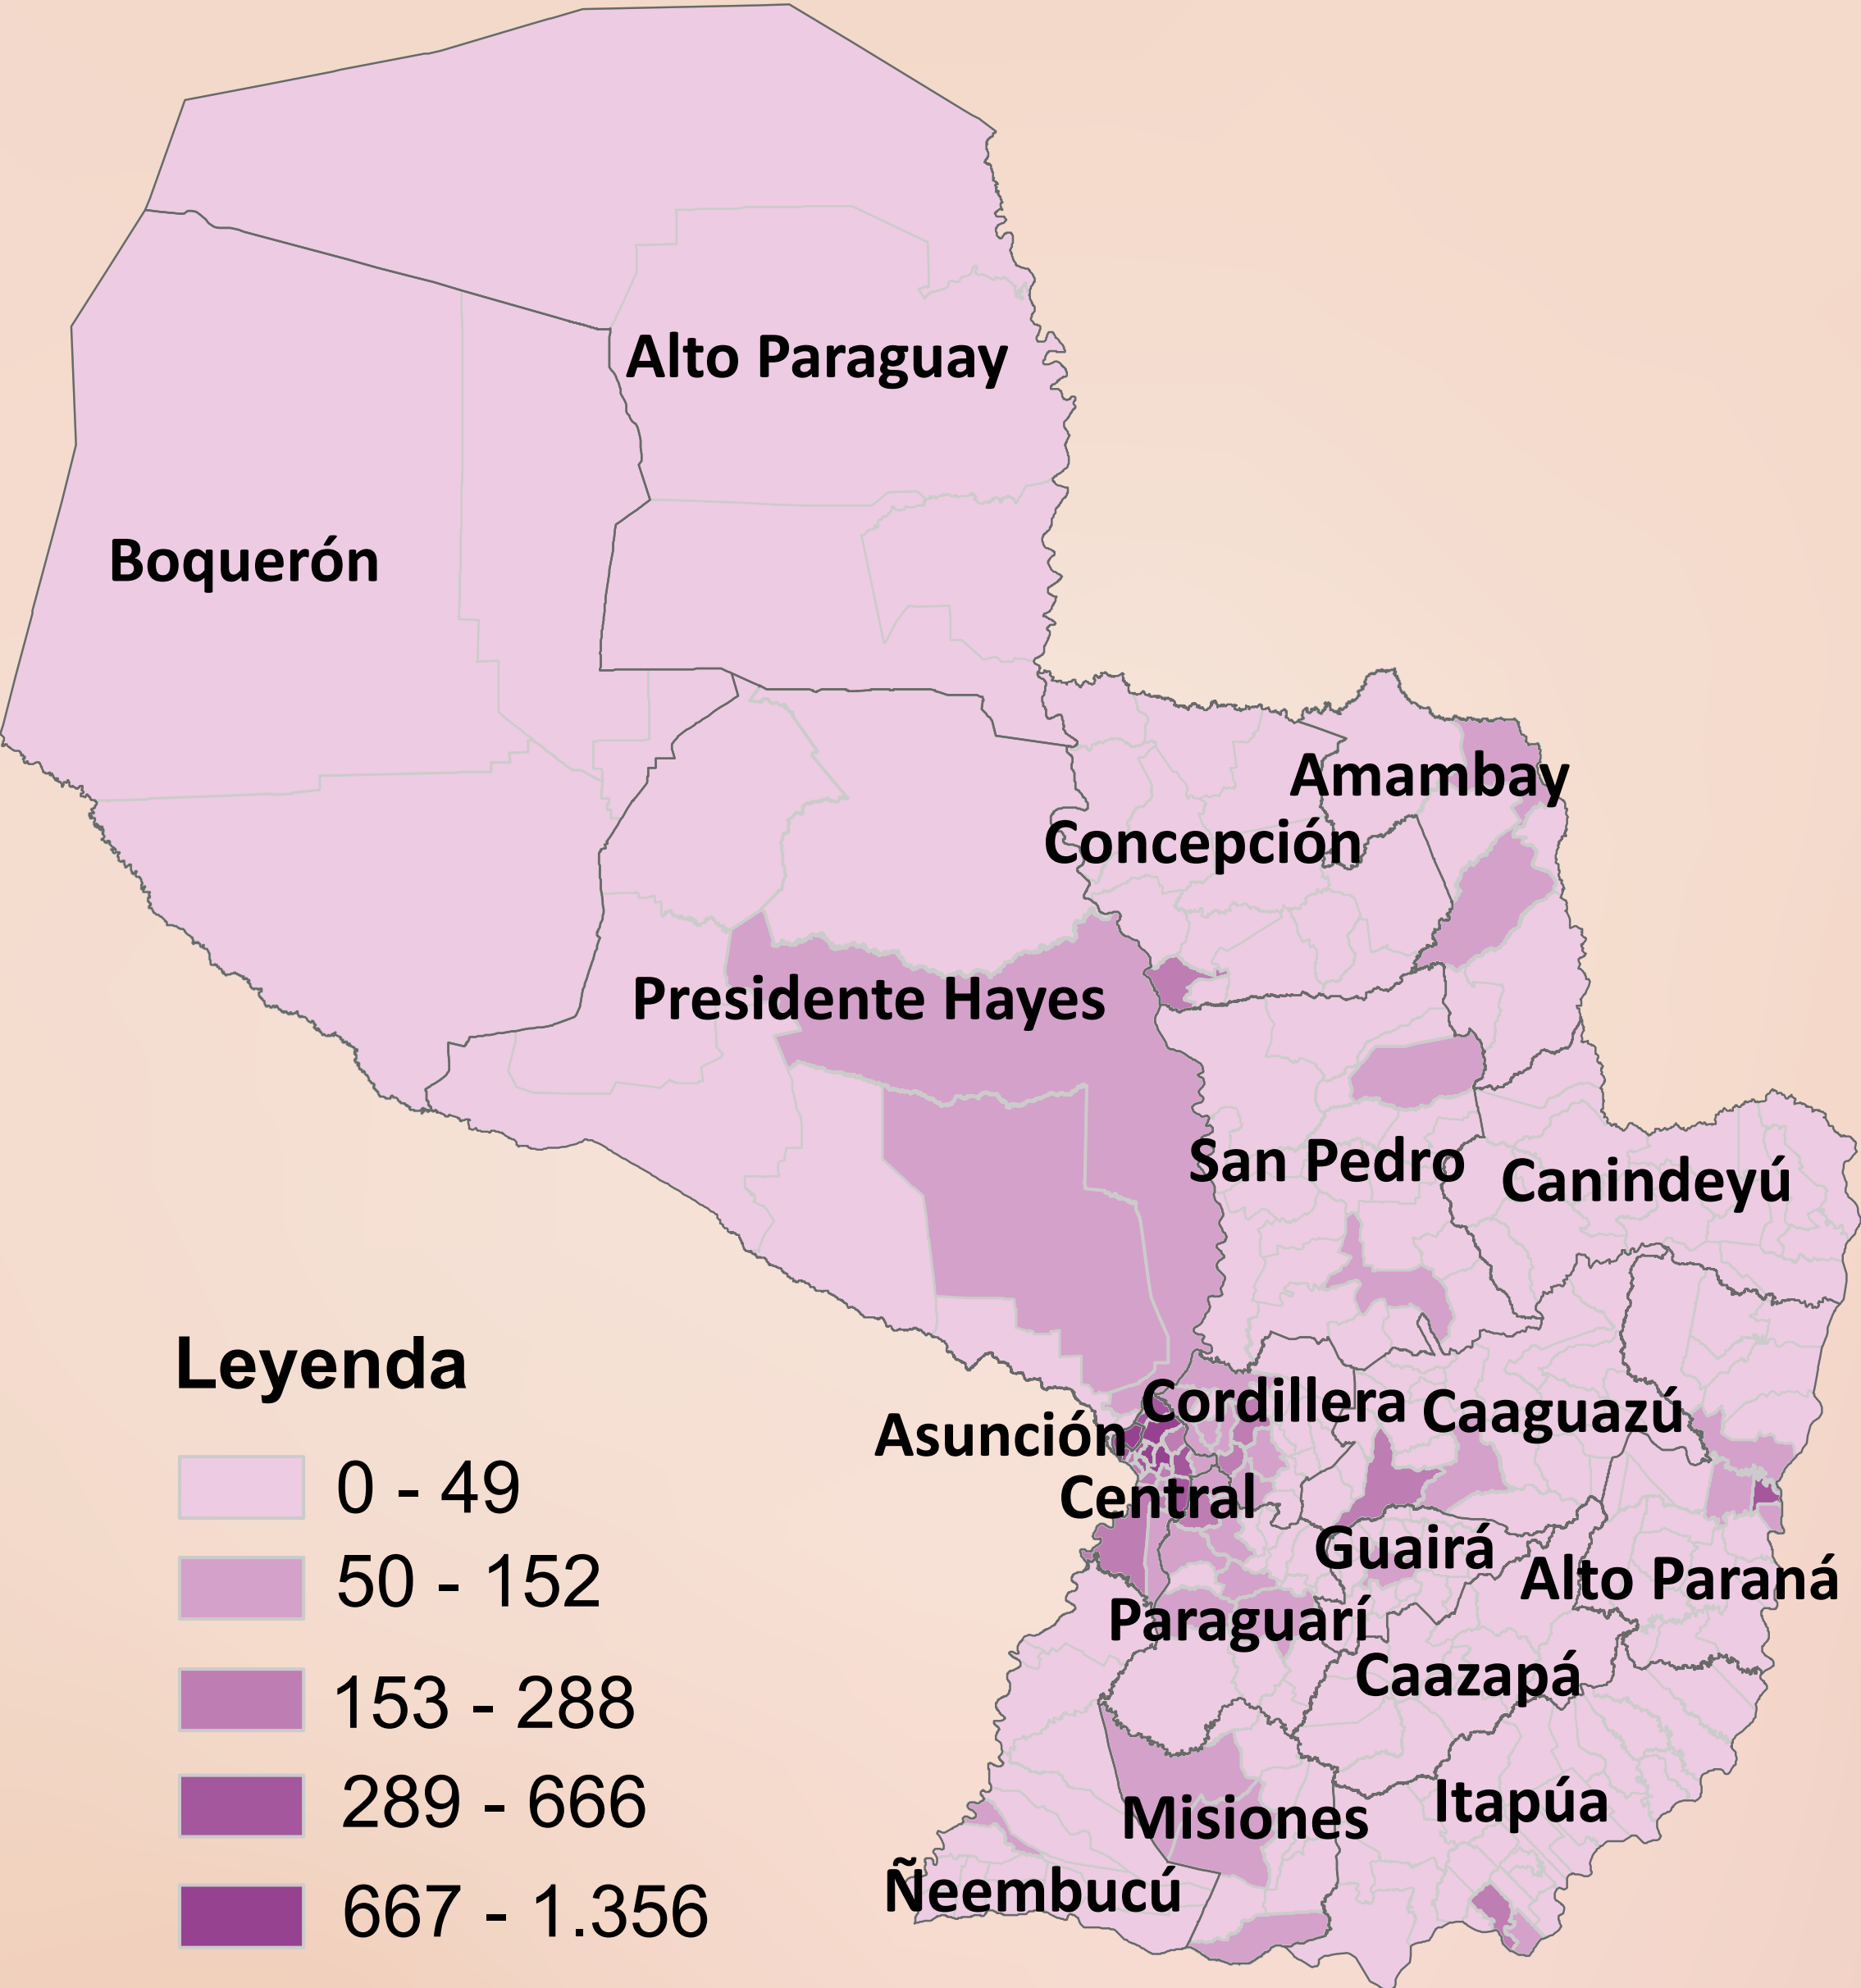 Alto Paraguay
Boquerón
Amambay
Concepción
Presidente Hayes
San Pedro
Canindeyú
Cordillera
Caaguazú
Asunción
Central
Guairá
Alto Paraná
Paraguarí
Caazapá
Misiones
Itapúa
Ñeembucú
Leyenda
0 - 49
50 - 152
153 - 288
289 - 666
667 - 1.356